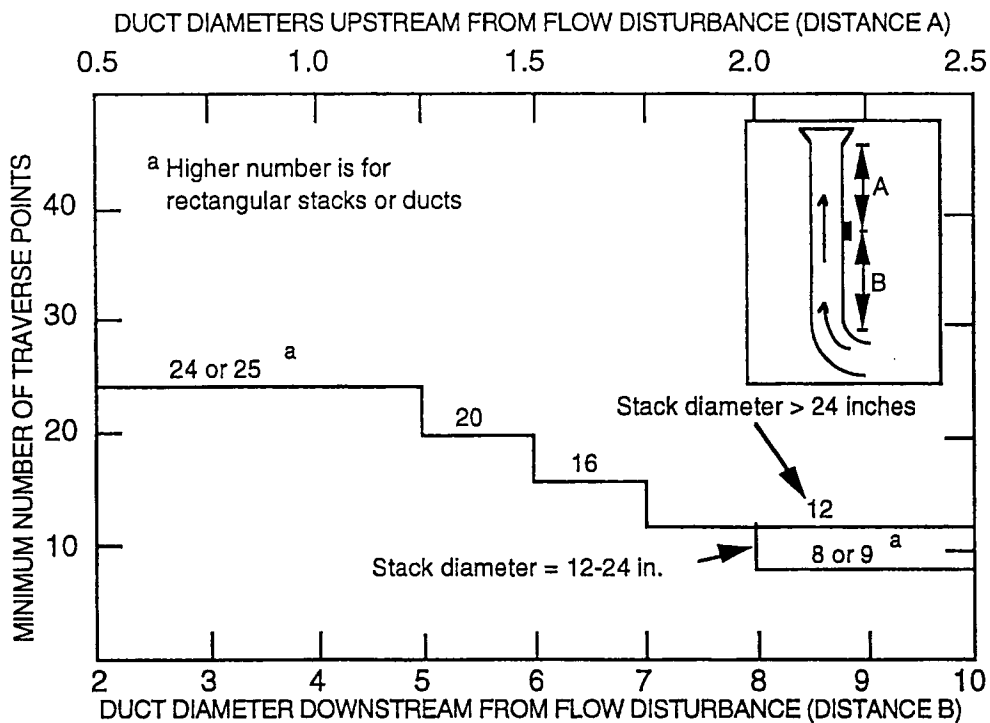 DUCT DIAMETERS UPSTREAM FROM FLOW DISTURBANCE (DISTANCE A)
0.5 1.0 1.5 2.0 2.5
a Higher number is for
rectangular stacks or ducts
A
B
MINIMUM NUMBER OF TRAVERSE POINTS
40
30
20
10
24 or 25 a
20
16
Stack diameter > 24 inches
12
Stack diameter = 12-24 in.
8 or 9 a
2 3 4 5 6 7 8 9 10
DUCT DIAMETER DOWNSTREAM FROM FLOW DISTURBANCE (DISTANCE B)